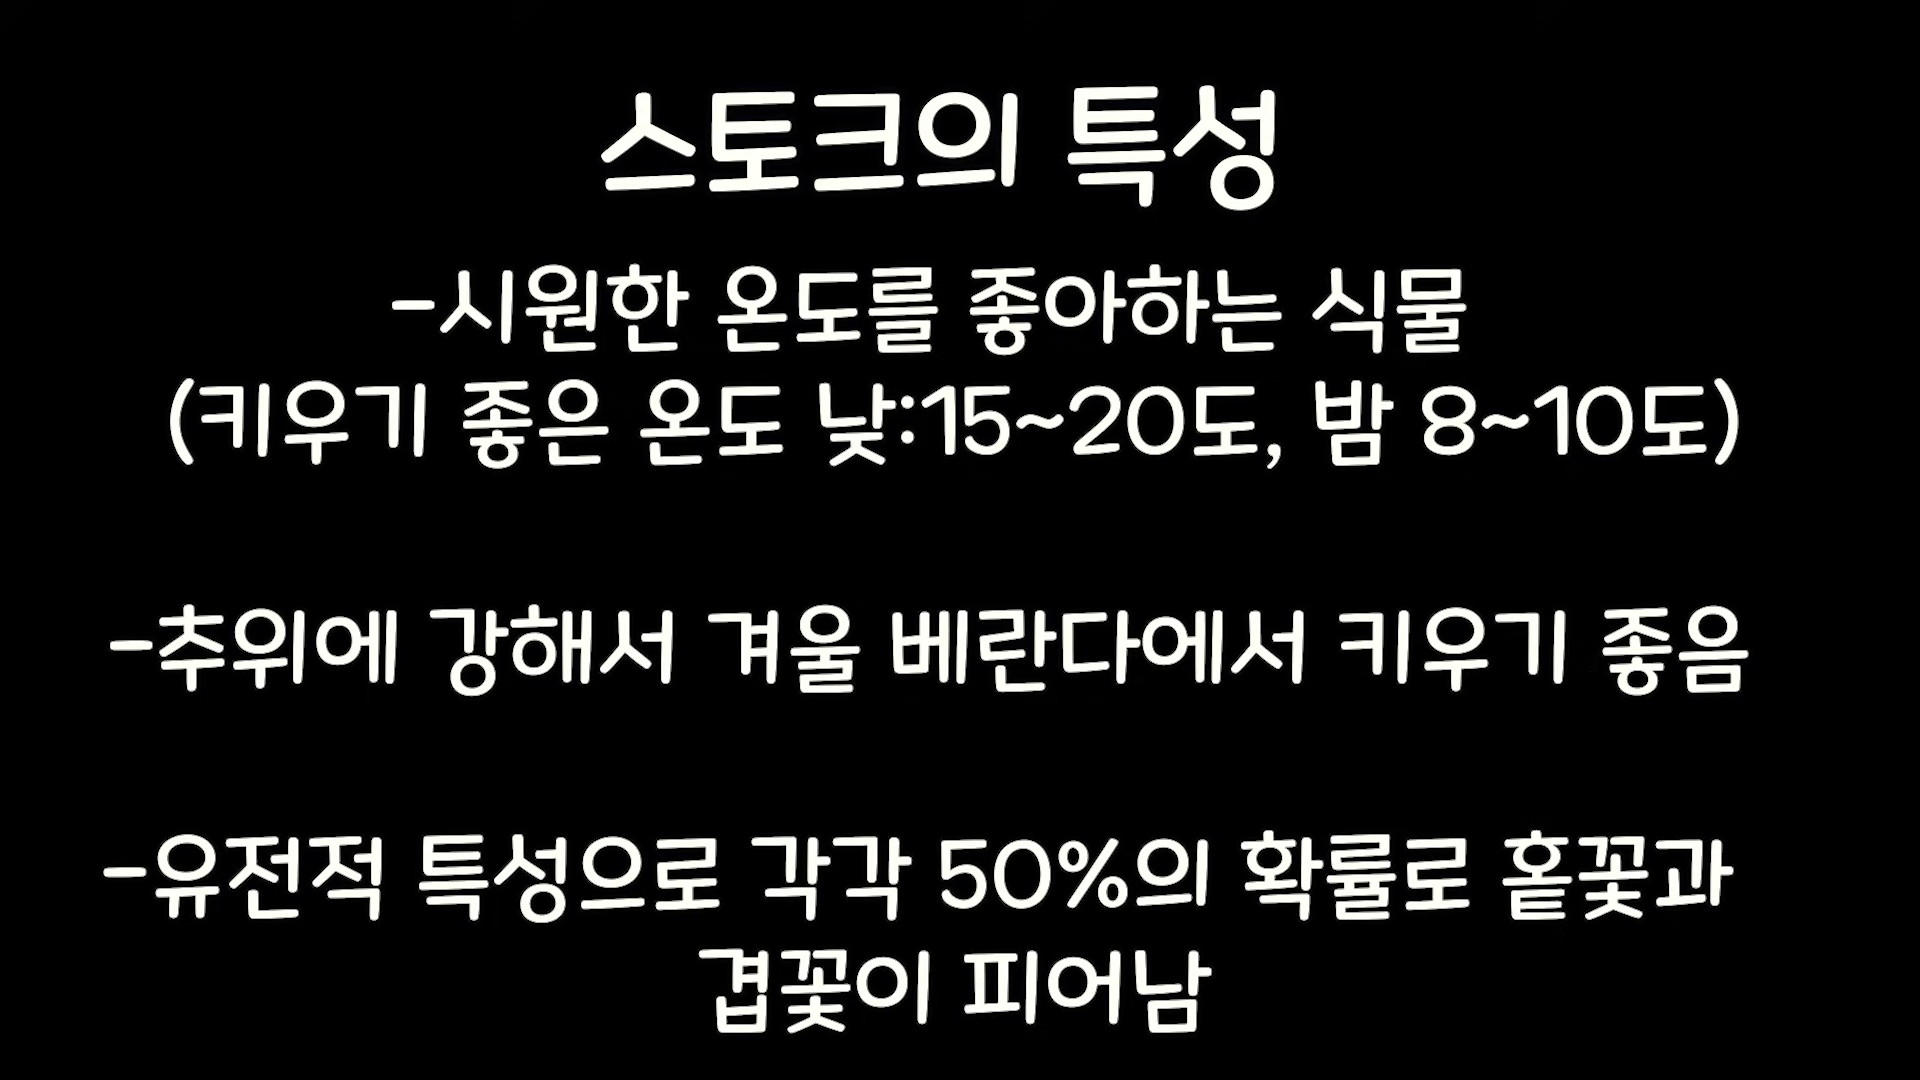 스토크의 특성
-시원한 온도를 좋아하는 식물
(키우기 좋은 온도 낮:15~20도, 밤 8~10도)
-추위에 강해서 겨울 베란다에서 키우기 좋음
-유전적 특성으로 각각 50%의 확률로 홑꽃과
겹꽃이 피어남